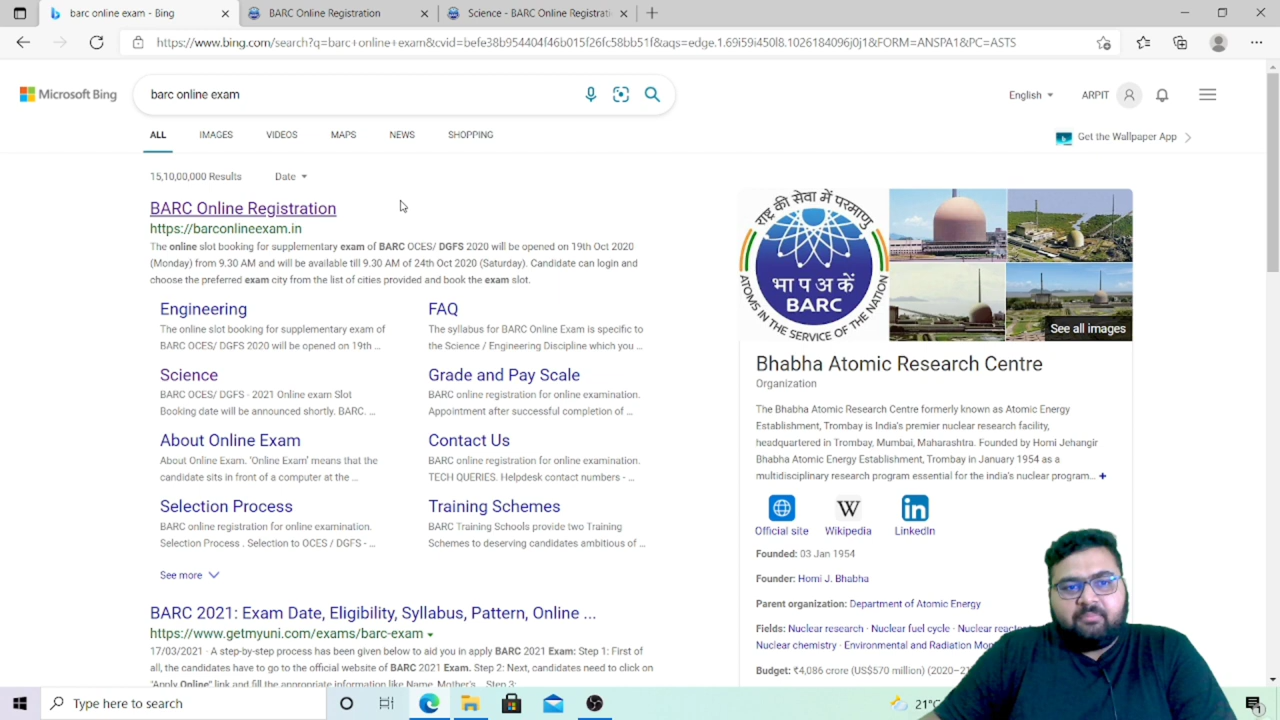 barc online exam - Bing
BARC Online Registration
Science - BARC Online Registrati
https://www.bing.com/search?q=barc+online+exam&cvid=befe38b954404f46b015f26fc58bb51f&aqs=edge.1.69i59i450l8.1026184096j0j1&FORM=ANSPA1&PC=ASTS
Microsoft Bing
barc online exam
English
ARPIT
ALL
IMAGES
VIDEOS
MAPS
NEWS
SHOPPING
Get the Wallpaper App
15,10,00,000 Results
Date
BARC Online Registration
https://barconlineexam.in
The online slot booking for supplementary exam of BARC OCES/ DGFS 2020 will be opened on 19th Oct 2020
(Monday) from 9.30 AM and will be available till 9.30 AM of 24th Oct 2020 (Saturday). Candidate can login and
choose the preferred exam city from the list of cities provided and book the exam slot.
Engineering
The online slot booking for supplementary exam of
BARC OCES/ DGFS 2020 will be opened on 19th ...
FAQ
The syllabus for BARC Online Exam is specific to
the Science / Engineering Discipline which you ...
Science
BARC OCES/ DGFS - 2021 Online exam Slot
Booking date will be announced shortly. BARC. ...
Grade and Pay Scale
BARC online registration for online examination.
Appointment after successful completion of ...
About Online Exam
About Online Exam. 'Online Exam' means that the
candidate sits in front of a computer at the ...
Contact Us
BARC online registration for online examination.
TECH QUERIES. Helpdesk contact numbers - ...
Selection Process
BARC online registration for online examination.
Selection Process . Selection to OCES / DGFS - ...
Training Schemes
BARC Training Schools provide two Training
Schemes to deserving candidates ambitious of ...
See more
BARC 2021: Exam Date, Eligibility, Syllabus, Pattern, Online ...
https://www.getmyuni.com/exams/barc-exam
17/03/2021 · A step-by-step process has been given below to aid you in apply BARC 2021 Exam: Step 1: First of
all, the candidates have to go to the official website of BARC 2021 Exam. Step 2: Next, candidates need to click on
"Apply Online" link and fill the appropriate information like Name, Mother's... Step 3:
राष्ट्र की सेवा में परमाणु
भा प अ कें
BARC
ATOMS IN THE SERVICE OF THE NATION
See all images
Bhabha Atomic Research Centre
Organization
The Bhabha Atomic Research Centre formerly known as Atomic Energy
Establishment, Trombay is India's premier nuclear research facility,
headquartered in Trombay, Mumbai, Maharashtra. Founded by Homi Jehangir
Bhabha Atomic Energy Establishment, Trombay in January 1954 as a
multidisciplinary research program essential for the india's nuclear program... +
Official site
W
Wikipedia
in
LinkedIn
Founded: 03 Jan 1954
Founder: Homi J. Bhabha
Parent organization: Department of Atomic Energy
Fields: Nuclear research · Nuclear fuel cycle · Nuclear reacto
Nuclear chemistry · Environmental and Radiation Mon
Budget: ₹4,086 crore (US$570 million) (2020–21
Type here to search
21°C
1